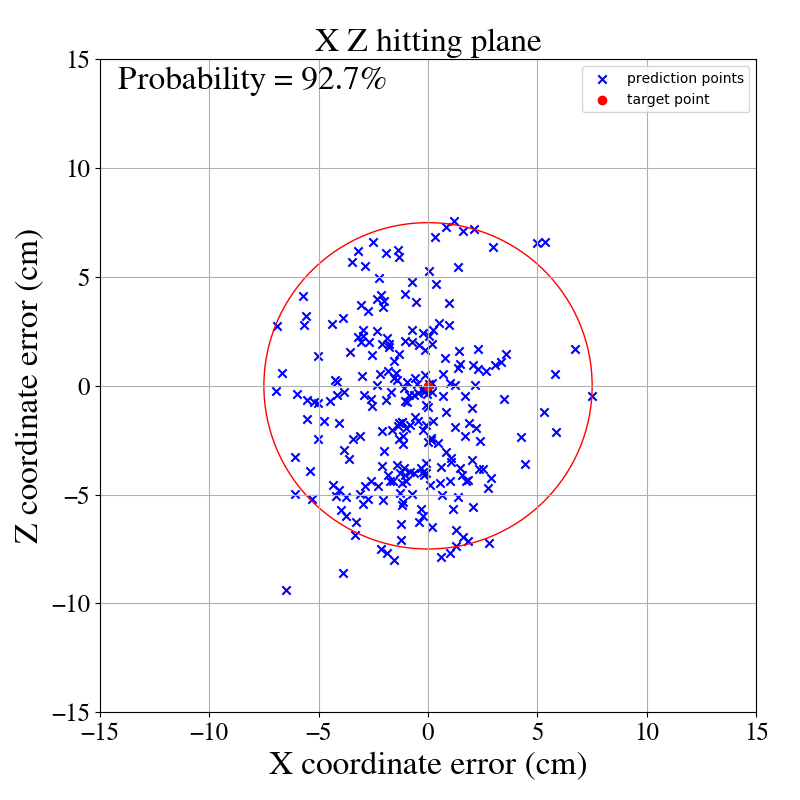 X Z hitting plane
Probability = 92.7%
prediction points
target point
15
10
5
0
−5
−10
−15
Z coordinate error (cm)
−15 −10 −5 0 5 10 15
X coordinate error (cm)